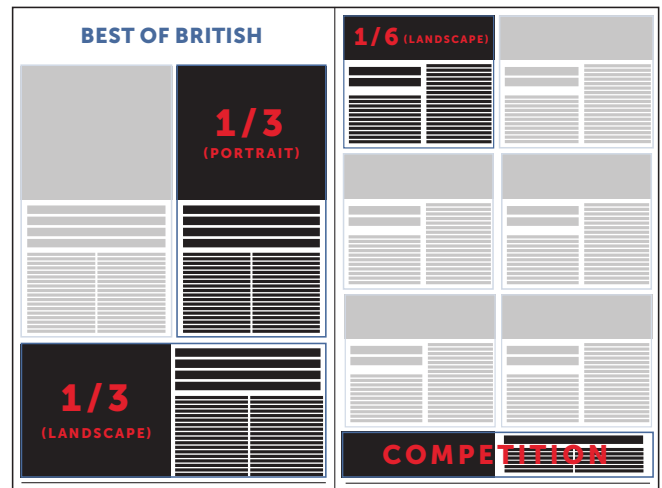 BEST OF BRITISH
1/3
(PORTRAIT)
1/3
(LANDSCAPE)
1/6 (LANDSCAPE)
COMPETITION